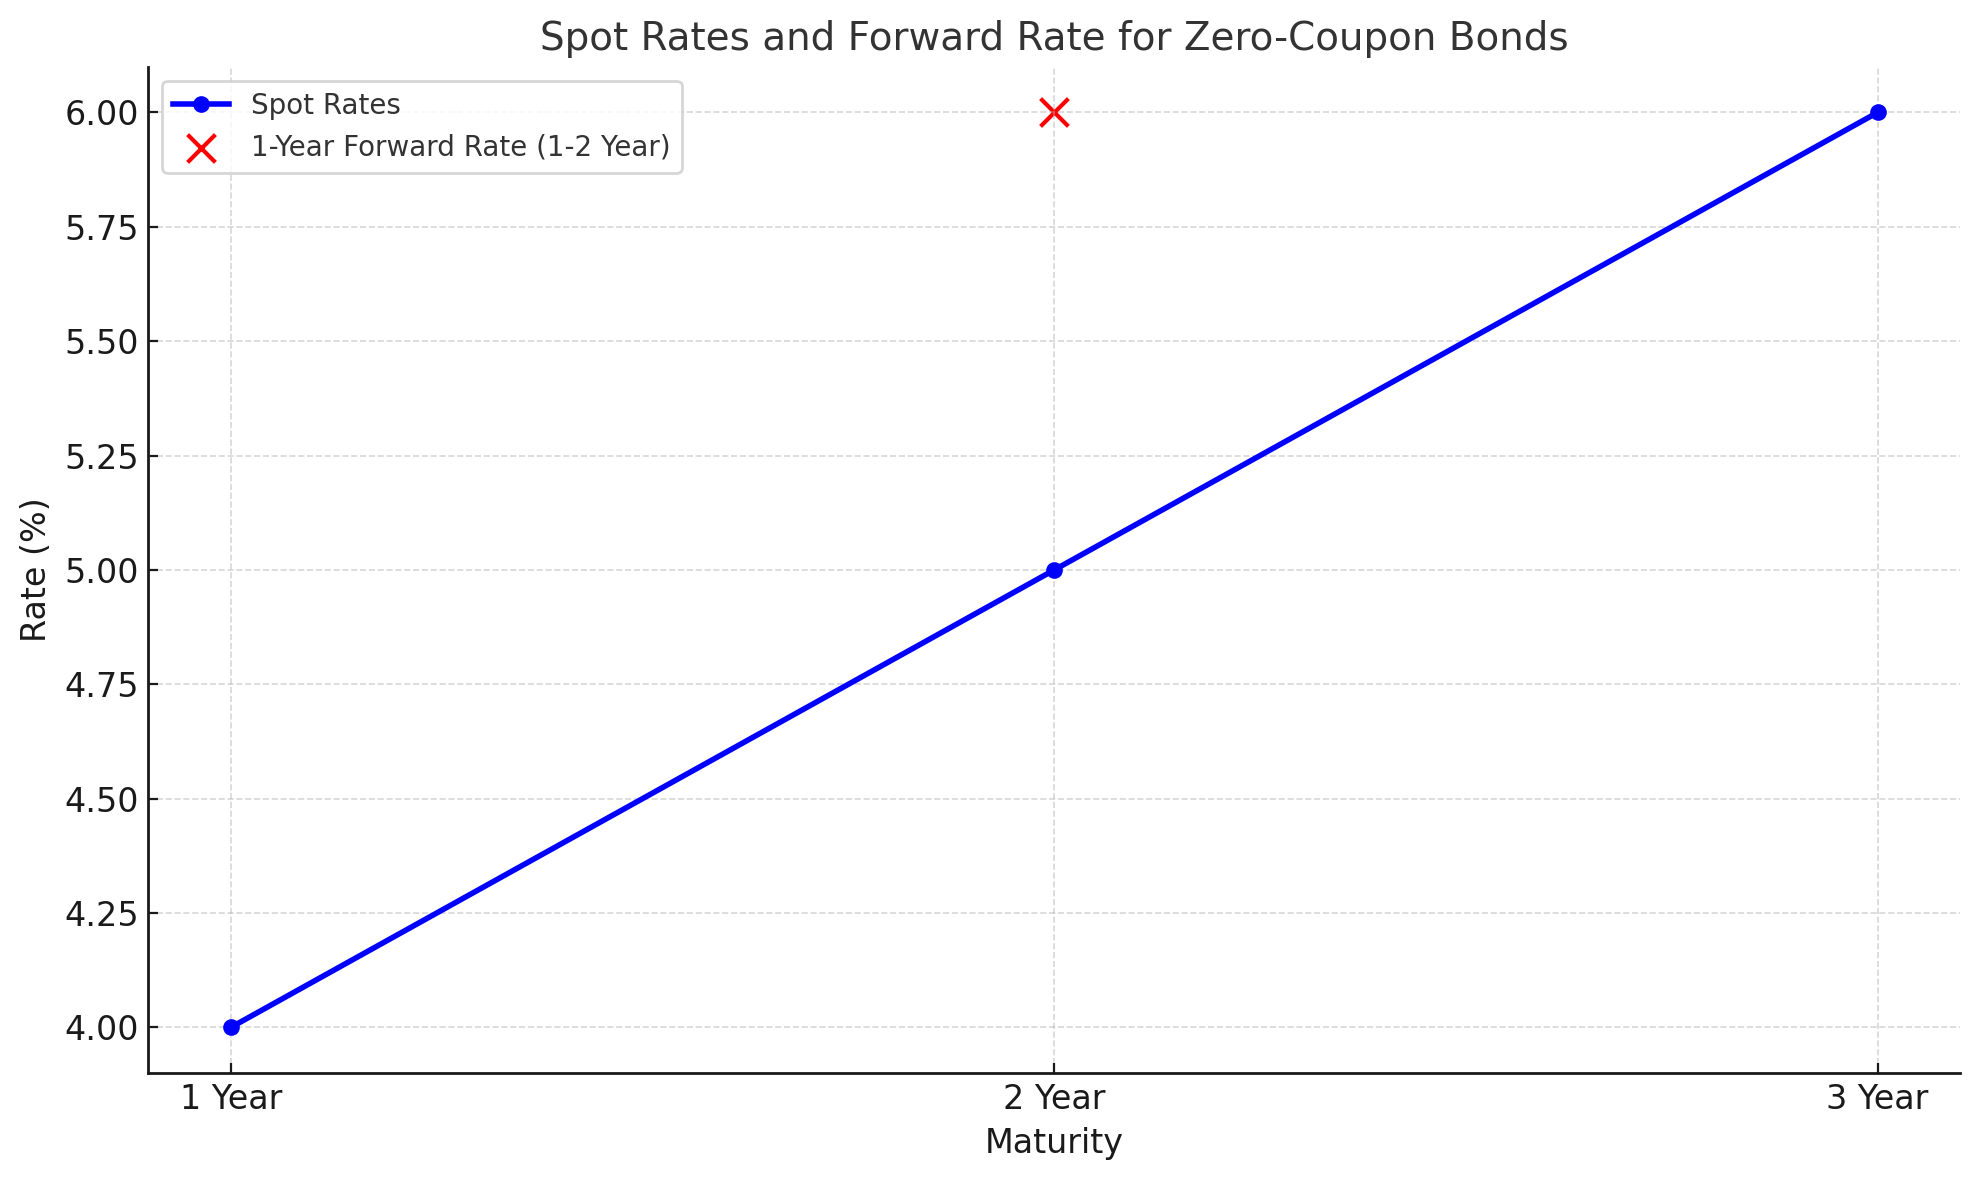 Spot Rates and Forward Rate for Zero-Coupon Bonds
Spot Rates
1-Year Forward Rate (1-2 Year)
Rate (%)
6.00
5.75
5.50
5.25
5.00
4.75
4.50
4.25
4.00
1 Year
2 Year
3 Year
Maturity